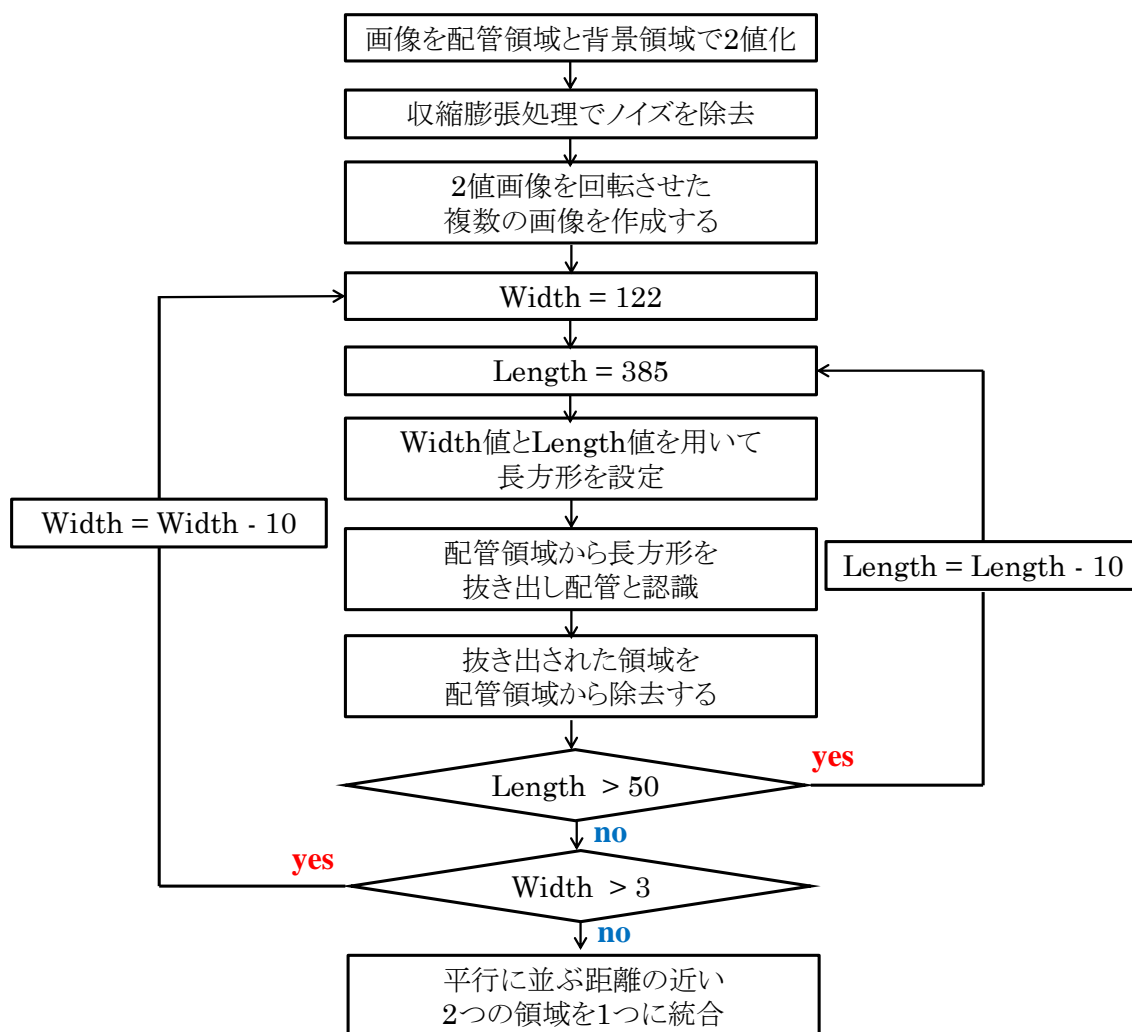 画像を配管領域と背景領域で2値化
収縮膨張処理でノイズを除去
2値画像を回転させた
複数の画像を作成する
Width = 122
Length = 385
Width値とLength値を用いて
長方形を設定
Width = Width - 10
配管領域から長方形を
抜き出し配管と認識
Length = Length - 10
抜き出された領域を
配管領域から除去する
Length > 50
yes
no
Width > 3
yes
no
平行に並ぶ距離の近い
2つの領域を1つに統合